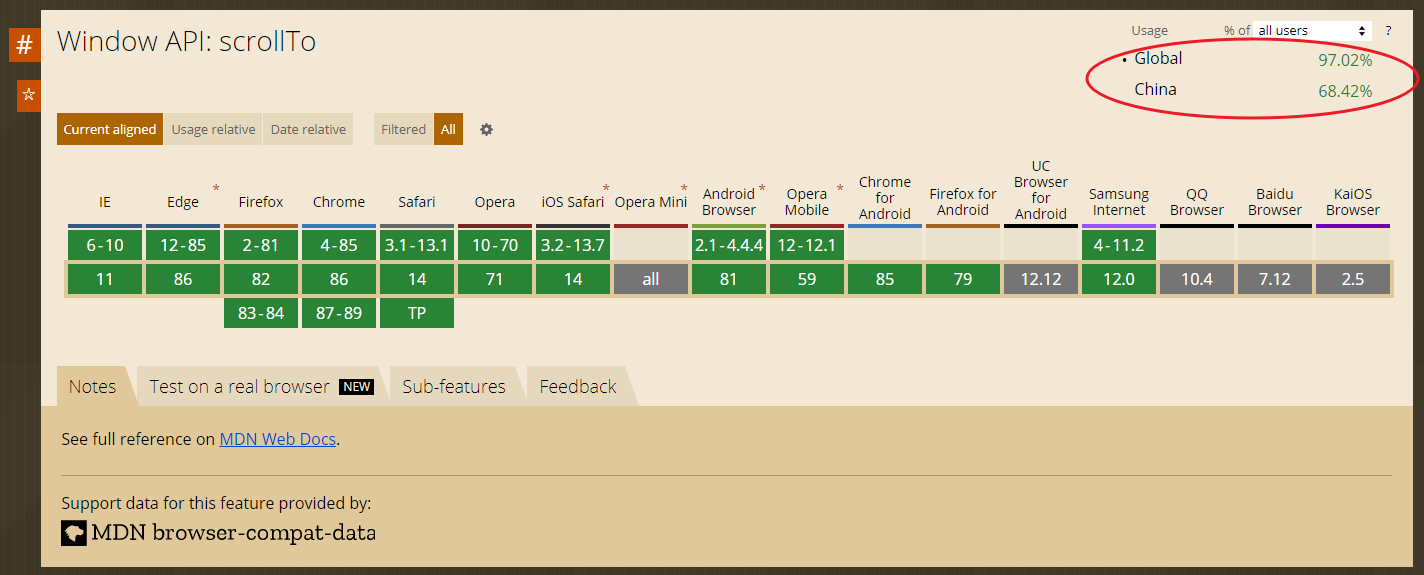 #
☆
Window API: scrollTo
Usage % of all users ?
• Global 97.02%
China 68.42%
Current aligned Usage relative Date relative Filtered All
IE Edge * Firefox Chrome Safari Opera iOS Safari * Opera Mini * Android Browser * Opera Mobile * Chrome for Android Firefox for Android UC Browser for Android Samsung Internet QQ Browser Baidu Browser KaiOS Browser
6-10 12-85 2-81 4-85 3.1-13.1 10-70 3.2-13.7 2.1-4.4.4 12-12.1 4-11.2
11 86 82 86 14 71 14 all 81 59 85 79 12.12 12.0 10.4 7.12 2.5
83-84 87-89 TP
Notes Test on a real browser NEW Sub-features Feedback
See full reference on MDN Web Docs.
Support data for this feature provided by:
MDN browser-compat-data